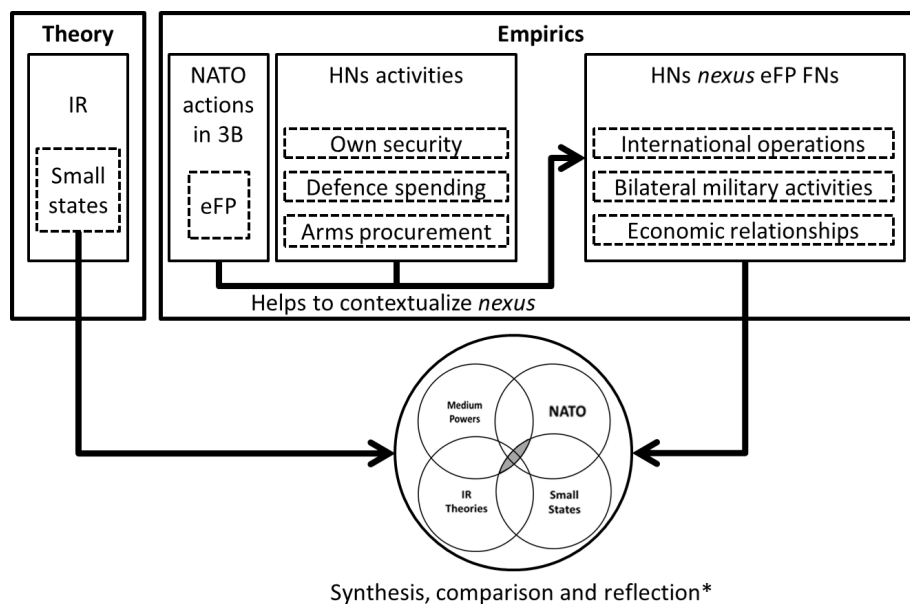 Theory
IR
Small
states
Empirics
NATO
actions
in 3B
eFP
HNs activities
Own security
Defence spending
Arms procurement
HNs nexus eFP FNs
International operations
Bilateral military activities
Economic relationships
Helps to contextualize nexus
Medium
Powers
NATO
IR
Theories
Small
States
Synthesis, comparison and reflection*